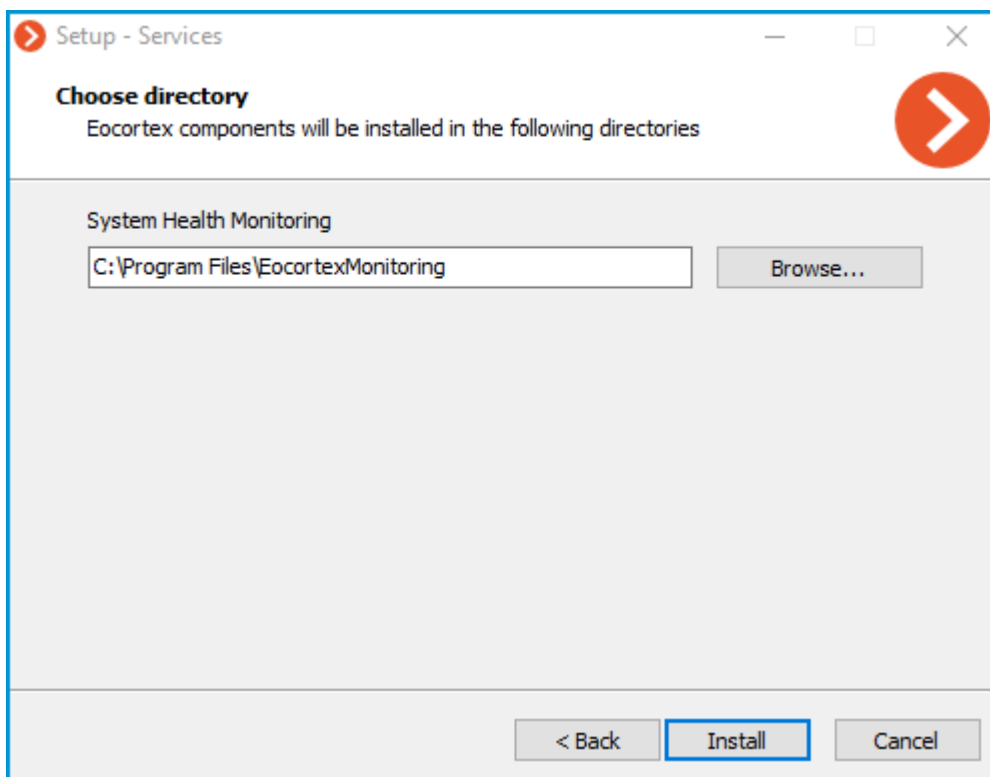 Setup - Services
Choose directory
Eocortex components will be installed in the following directories
System Health Monitoring
C:\Program Files\EocortexMonitoring
Browse...
< Back
Install
Cancel